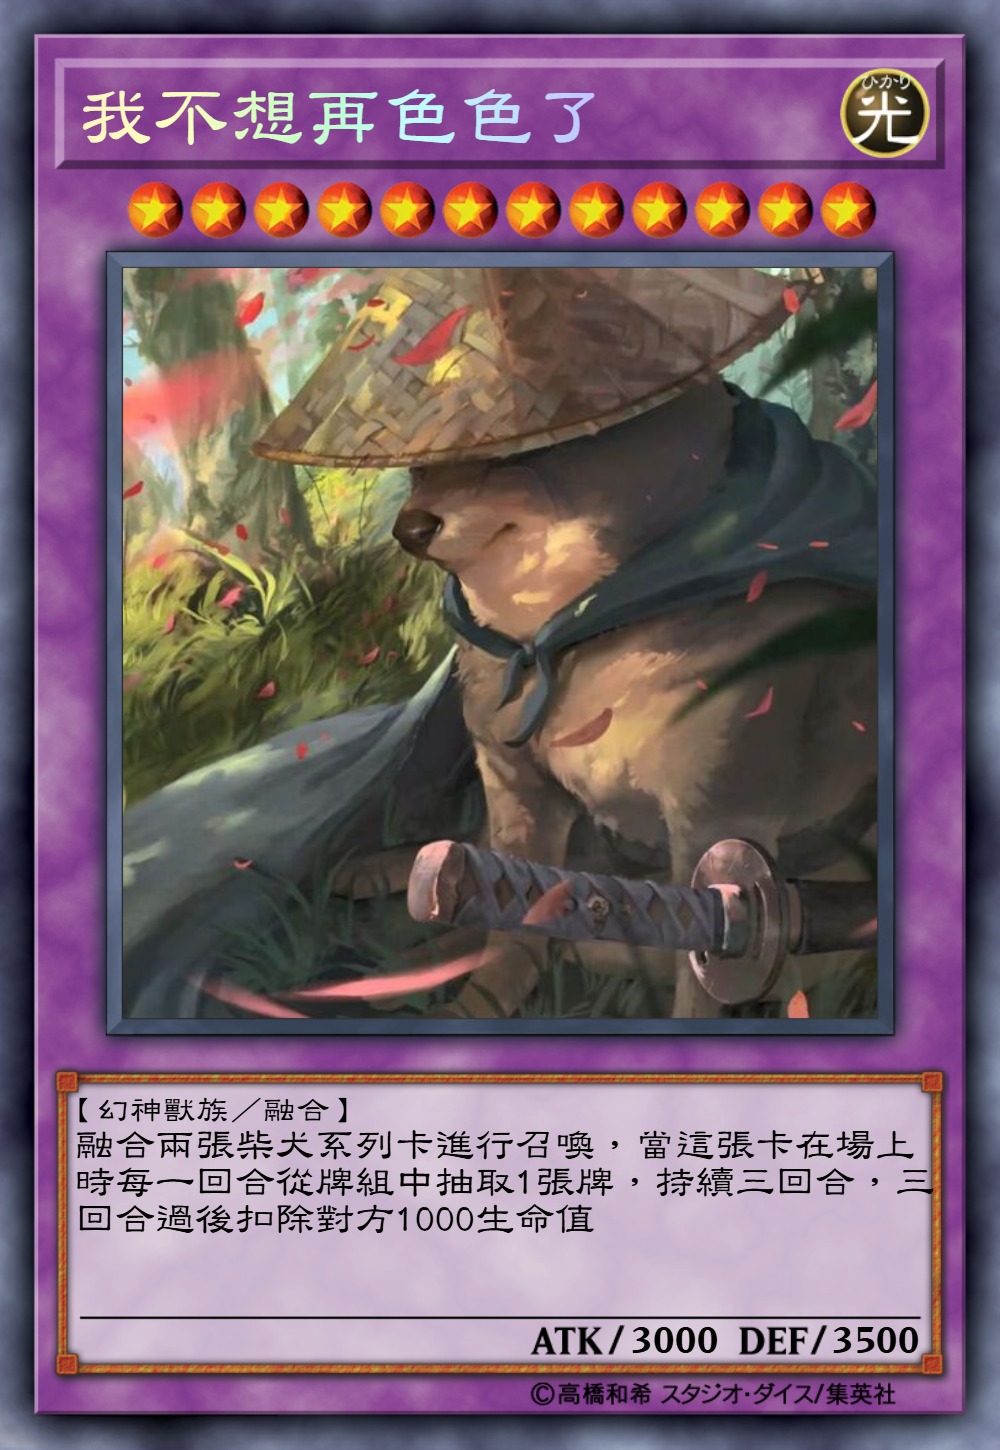 我不想再色色了
ひかり
光
【幻神獸族／融合】
融合兩張柴犬系列卡進行召喚，當這張卡在場上
時每一回合從牌組中抽取1張牌，持續三回合，三
回合過後扣除對方1000生命值
ATK/3000 DEF/3500
©高橋和希 スタジオ・ダイス/集英社